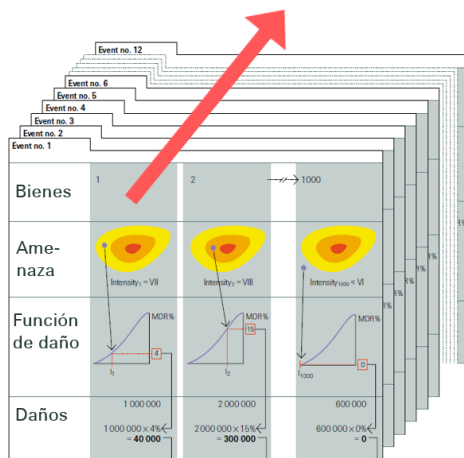 Event no. 12
Event no. 6
Event no. 5
Event no. 4
Event no. 3
Event no. 2
Event no. 1
Bienes
1
2
1000
Ame-
naza
Intensity1 = VII
Intensity2 = VIII
Intensity1000 < VI
Función
de daño
MDR%
MDR%
MDR%
4
15
0
I1
I2
I1000
Daños
1 000 000
2 000 000
600 000
1 000 000 x 4%
2 000 000 x 15%
600 000 x 0%
= 40 000
= 300 000
= 0
R%
R%
R%
R%
R%